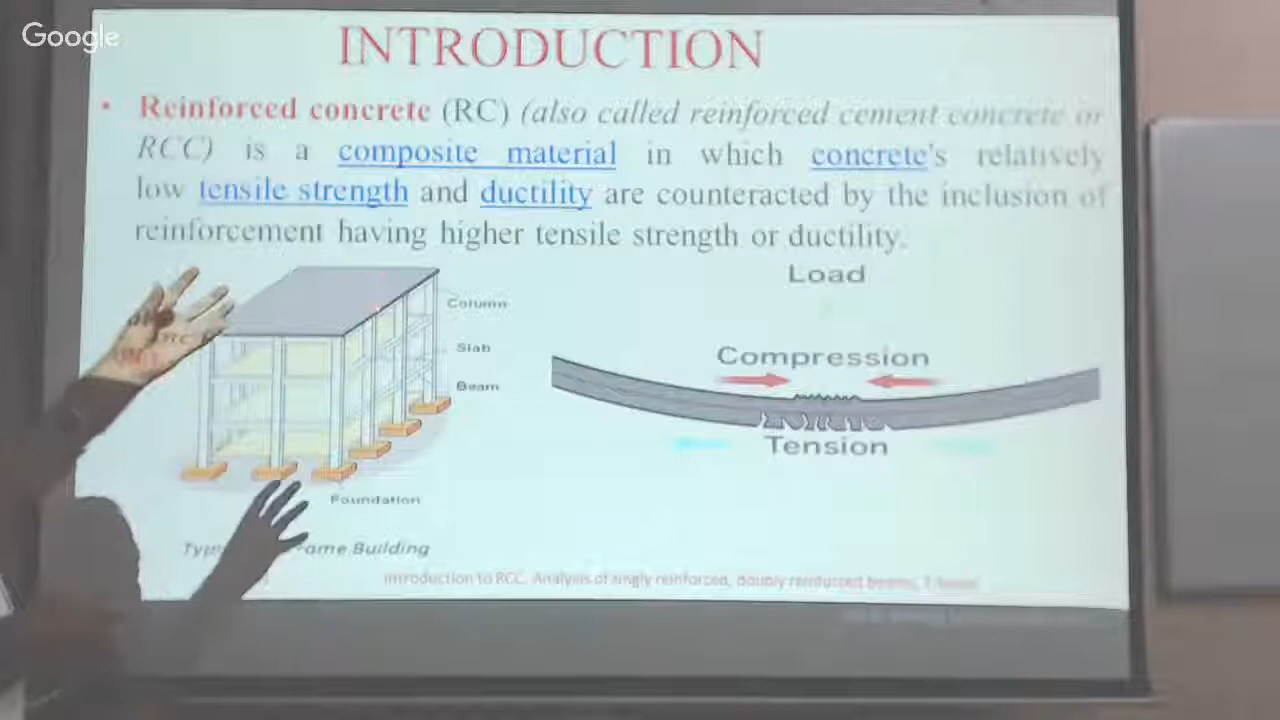 Google
INTRODUCTION
• Reinforced concrete (RC) (also called reinforced cement concrete or
RCC) is a composite material in which concrete's relatively
low tensile strength and ductility are counteracted by the inclusion of
reinforcement having higher tensile strength or ductility.
Load
Column
Slab
Compression
Beam
Tension
Foundation
Building
Introduction to RCC. Analysis of singly reinforced, doubly reinforced beams,